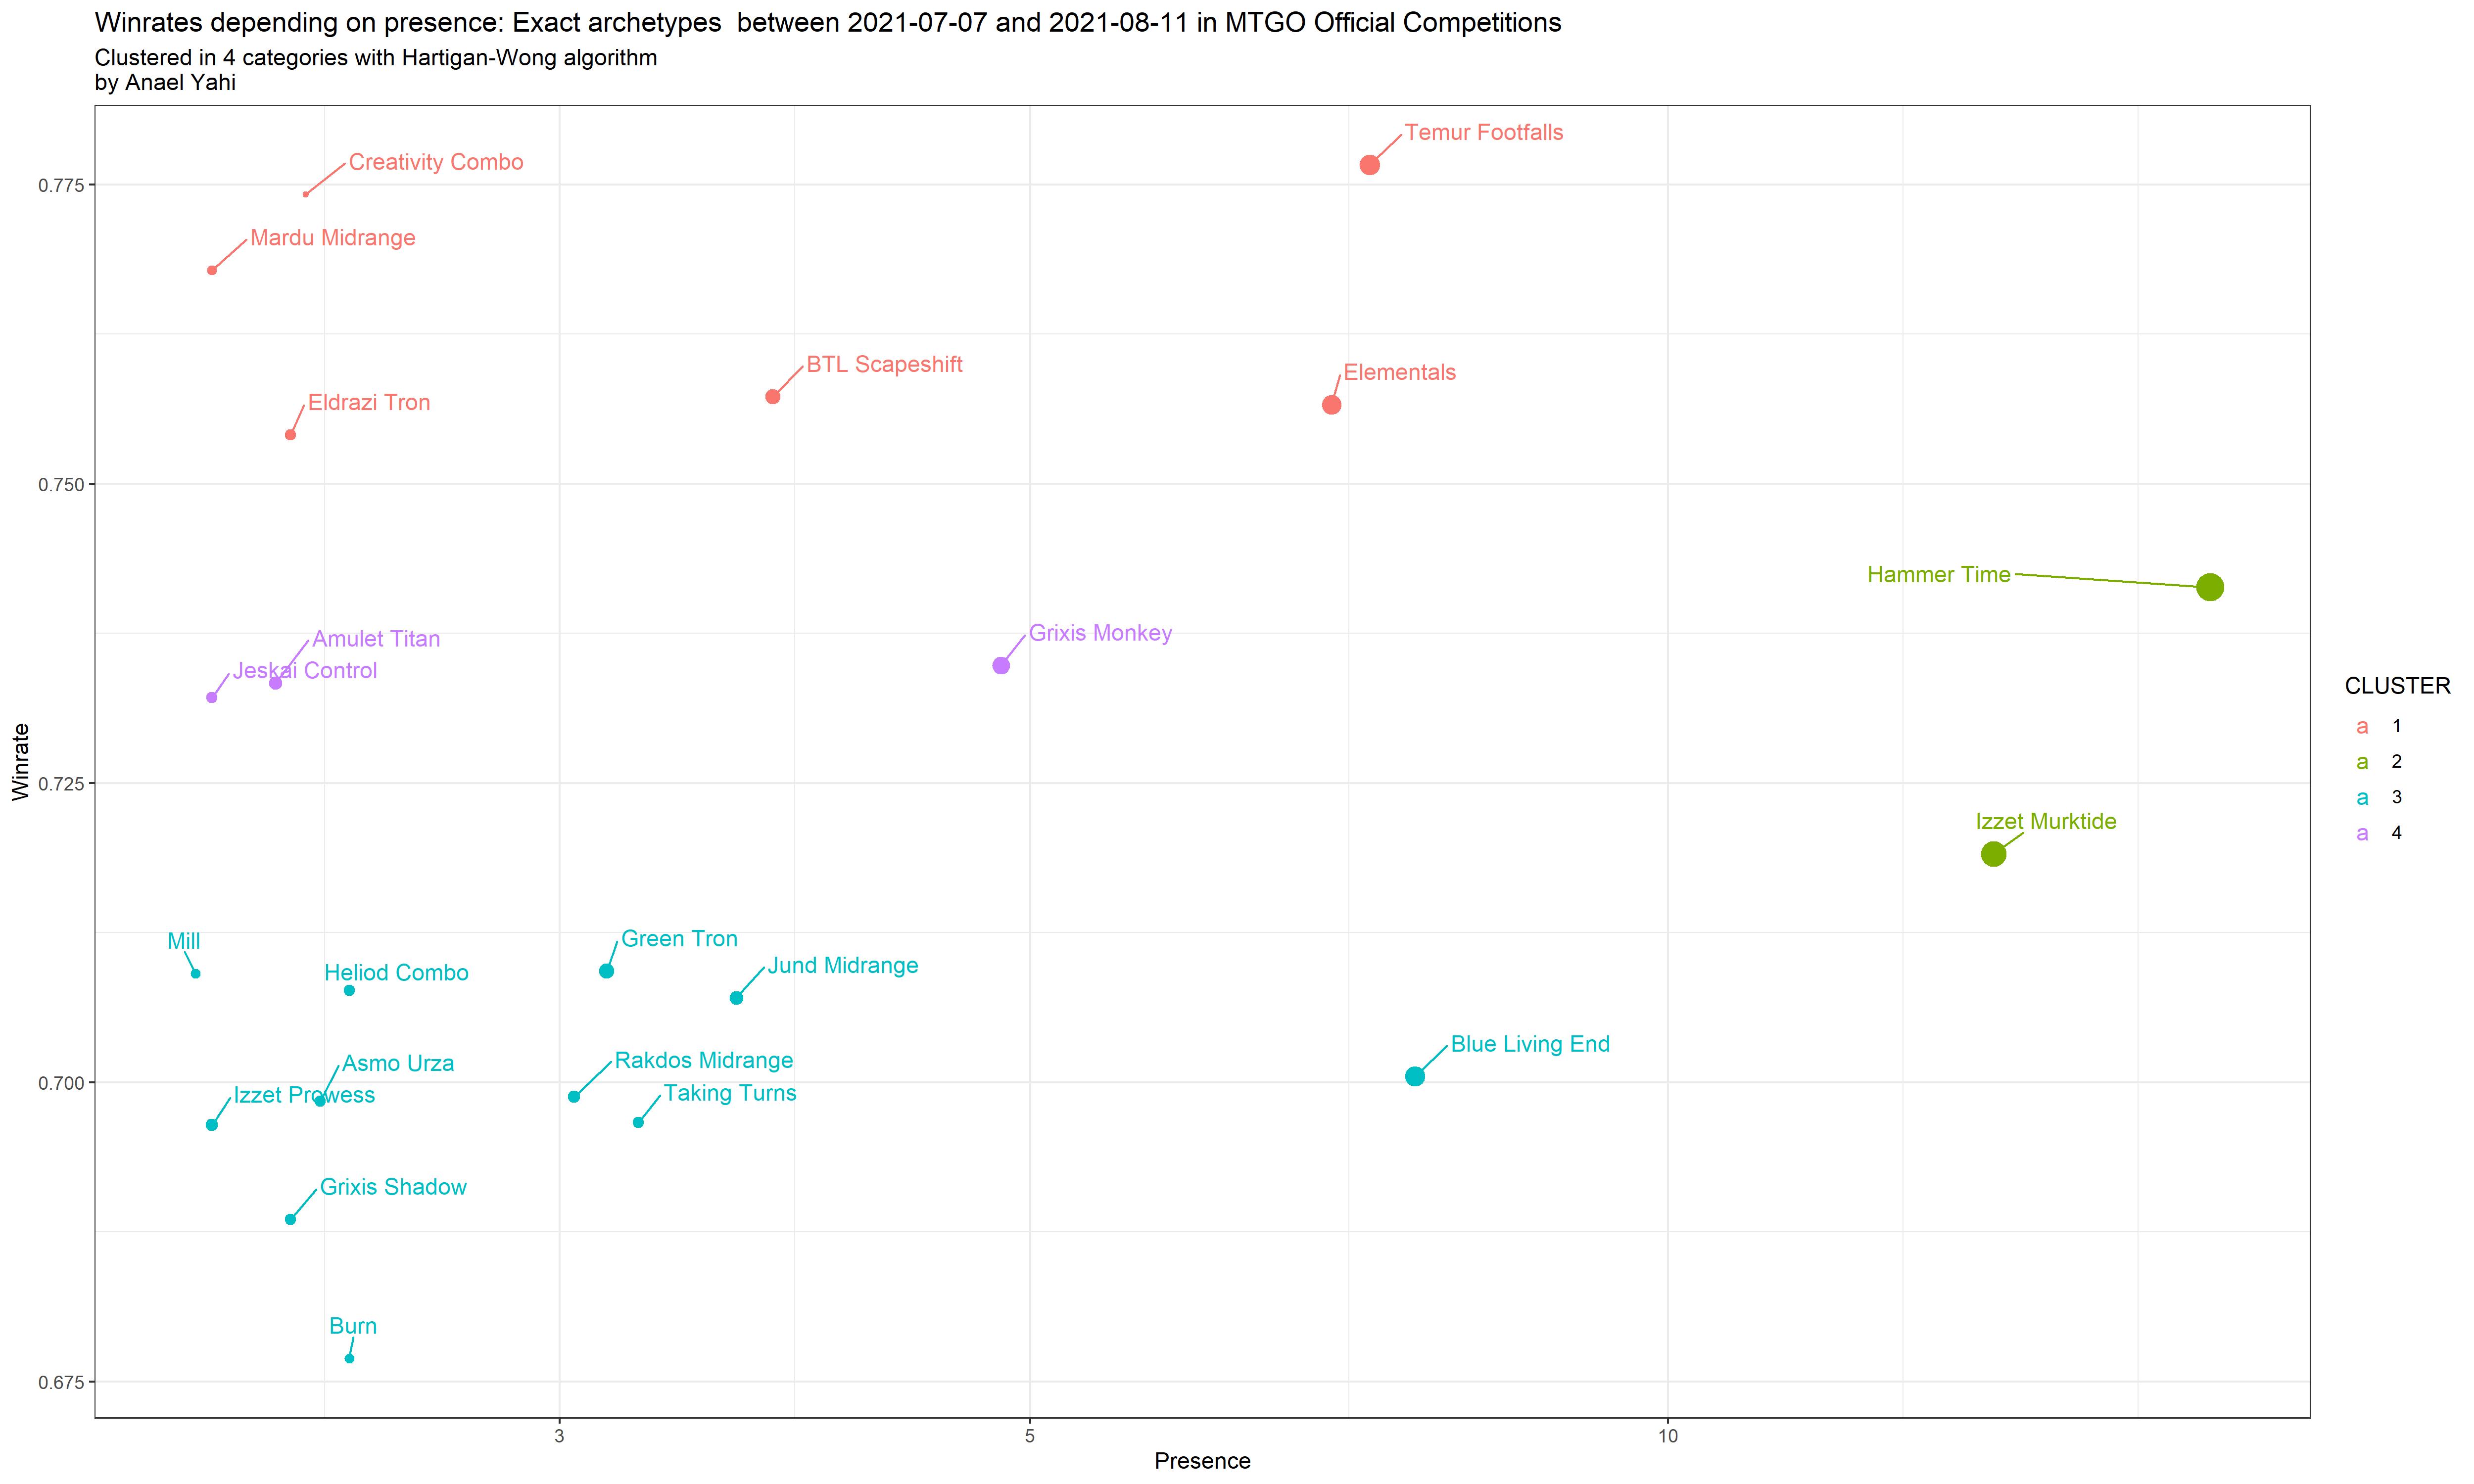 Winrates depending on presence: Exact archetypes  between 2021-07-07 and 2021-08-11 in MTGO Official Competitions
Clustered in 4 categories with Hartigan-Wong algorithm
by Anael Yahi
Temur Footfalls
Creativity Combo
0.775
Mardu Midrange
BTL Scapeshift
Elementals
Eldrazi Tron
0.750
Hammer Time
Grixis Monkey
Amulet Titan
Jeskai Control
CLUSTER
a 1
a 2
a 3
a 4
Winrate
0.725
Izzet Murktide
Mill
Green Tron
Jund Midrange
Heliod Combo
Blue Living End
Asmo Urza
Rakdos Midrange
0.700
Izzet Prowess
Taking Turns
Grixis Shadow
Burn
0.675
3
5
10
Presence